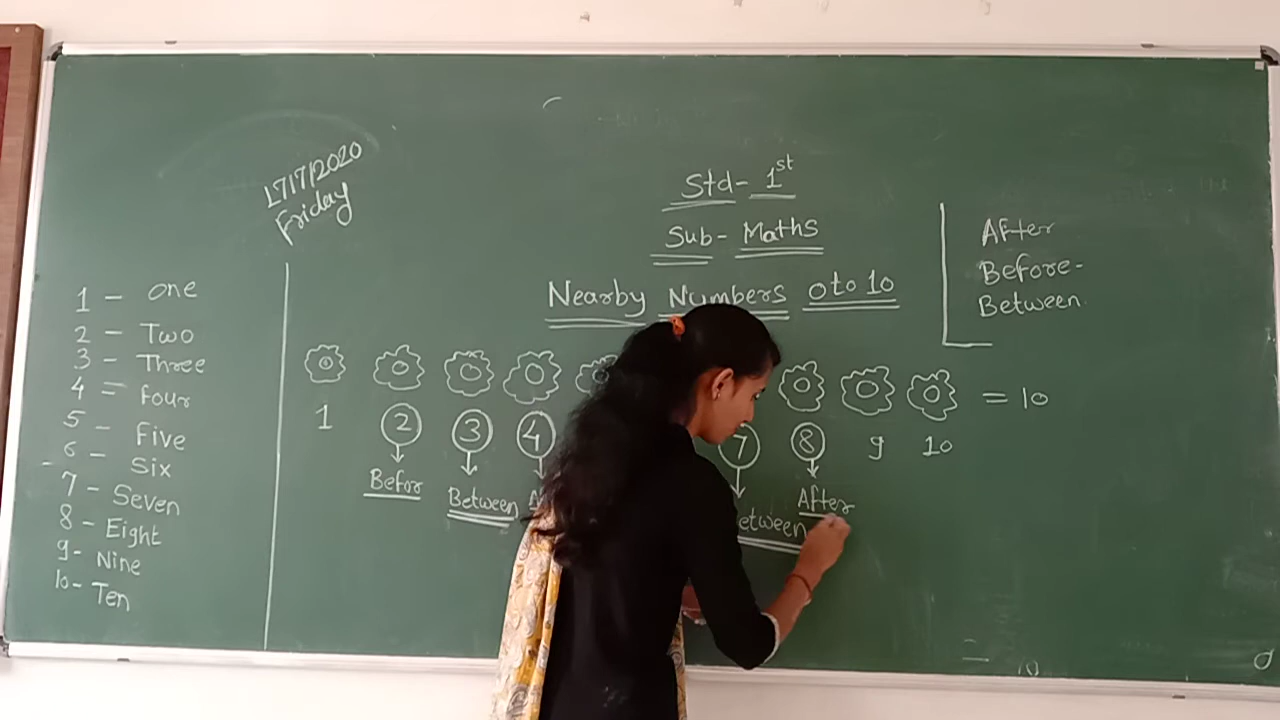 17/7/2020
Friday
Std- 1st
Sub- Maths
Nearby Numbers 0 to 10
After
Before-
Between
1 - one
2 - Two
3 - Three
4 = Four
5 - Five
6 - Six
7 - Seven
8 - Eight
9- Nine
10- Ten
= 10
1 2 3 4 7 8 9 10
Befor Between After